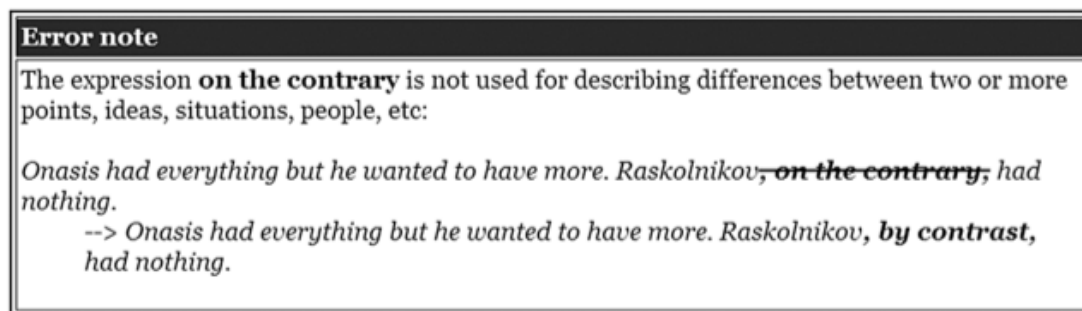 Error note
The expression on the contrary is not used for describing differences between two or more
points, ideas, situations, people, etc:
Onasis had everything but he wanted to have more. Raskolnikov, on the contrary, had
nothing.
--> Onasis had everything but he wanted to have more. Raskolnikov, by contrast,
had nothing.